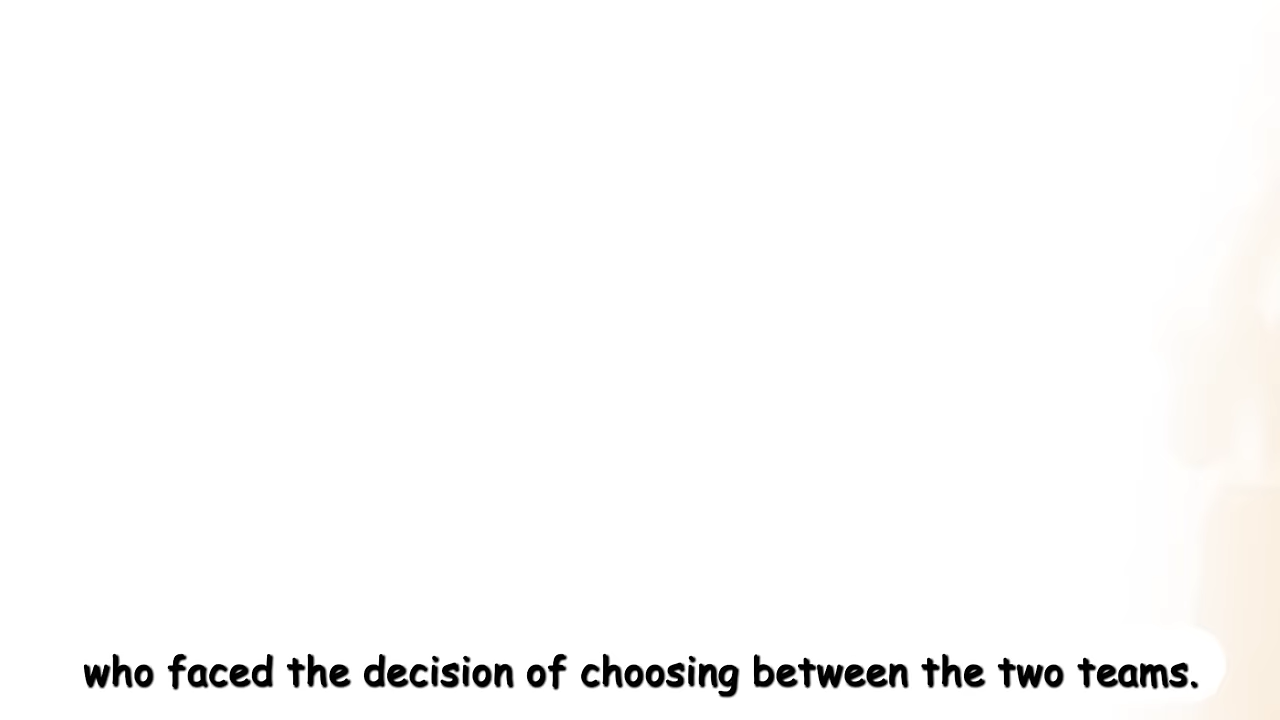 who faced the decision of choosing between the two teams.